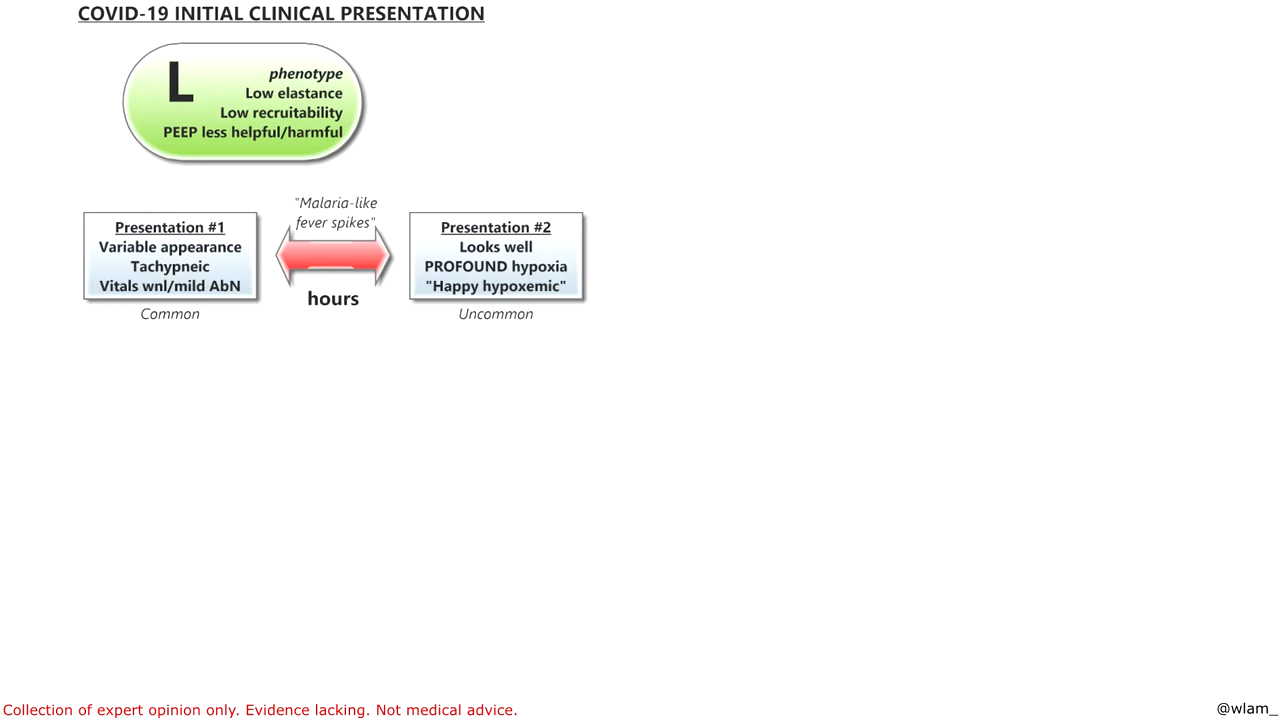 COVID-19 INITIAL CLINICAL PRESENTATION
L
phenotype
Low elastance
Low recruitability
PEEP less helpful/harmful
"Malaria-like
fever spikes"
Presentation #1
Variable appearance
Tachypneic
Vitals wnl/mild AbN
Common
hours
Presentation #2
Looks well
PROFOUND hypoxia
"Happy hypoxemic"
Uncommon
Collection of expert opinion only. Evidence lacking. Not medical advice.
@wlam_